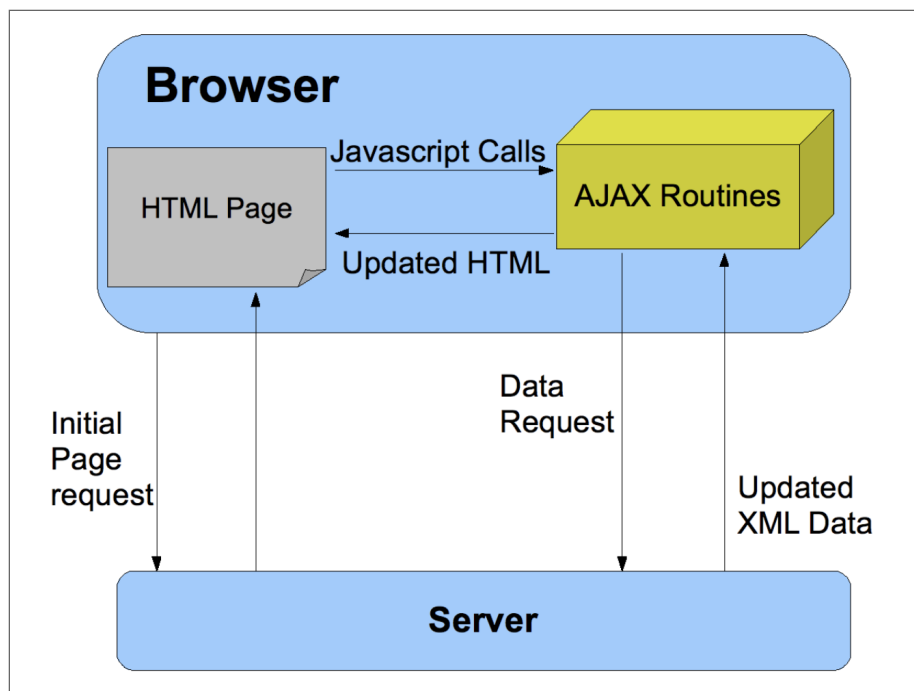 Browser
Javascript Calls
HTML Page
AJAX Routines
Updated HTML
Initial
Page
request
Data
Request
Updated
XML Data
Server